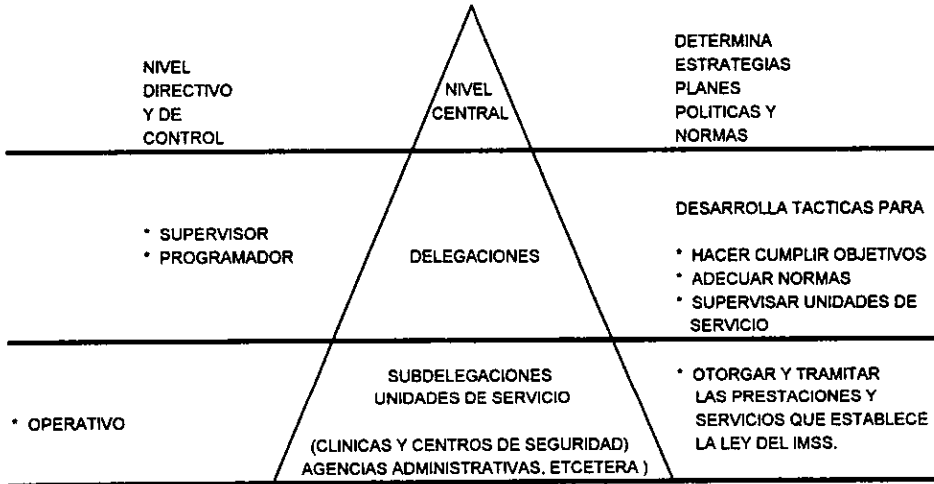 NIVEL
DIRECTIVO
Y DE
CONTROL
NIVEL
CENTRAL
DETERMINA
ESTRATEGIAS
PLANES
POLITICAS Y
NORMAS
* SUPERVISOR
* PROGRAMADOR
DELEGACIONES
DESARROLLA TACTICAS PARA
* HACER CUMPLIR OBJETIVOS
* ADECUAR NORMAS
* SUPERVISAR UNIDADES DE
SERVICIO
* OPERATIVO
SUBDELEGACIONES
UNIDADES DE SERVICIO
(CLINICAS Y CENTROS DE SEGURIDAD)
AGENCIAS ADMINISTRATIVAS, ETCETERA )
* OTORGAR Y TRAMITAR
LAS PRESTACIONES Y
SERVICIOS QUE ESTABLECE
LA LEY DEL IMSS.